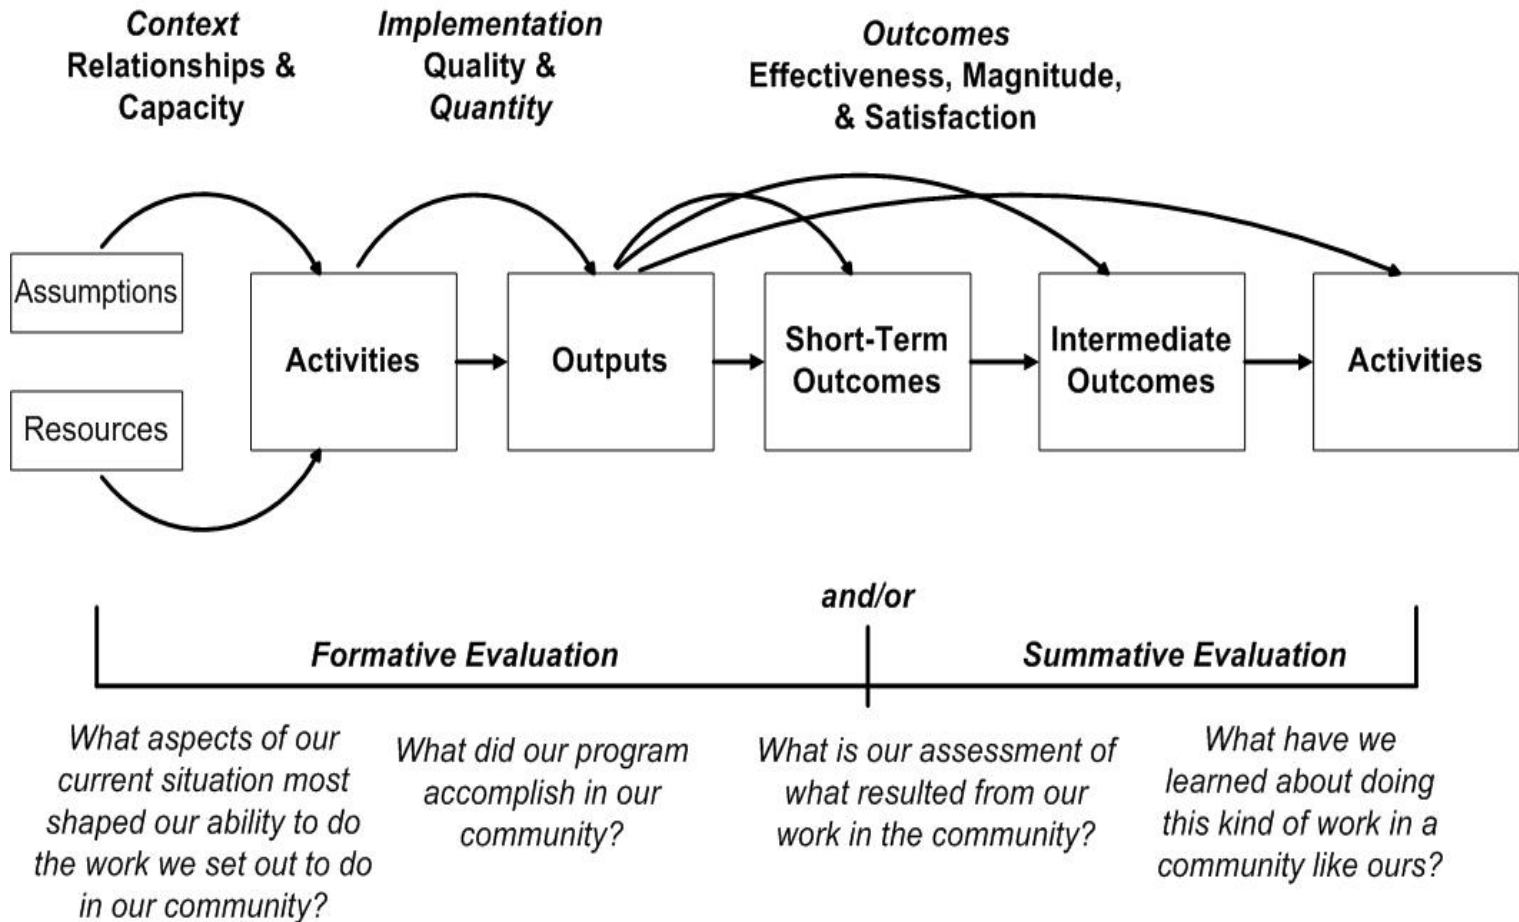 Context
Relationships &
Capacity
Implementation
Quality &
Quantity
Outcomes
Effectiveness, Magnitude,
& Satisfaction
Assumptions
Resources
Activities
Outputs
Short-Term
Outcomes
Intermediate
Outcomes
Activities
and/or
Formative Evaluation
Summative Evaluation
What aspects of our
current situation most
shaped our ability to do
the work we set out to do
in our community?
What did our program
accomplish in our
community?
What is our assessment of
what resulted from our
work in the community?
What have we
learned about doing
this kind of work in a
community like ours?